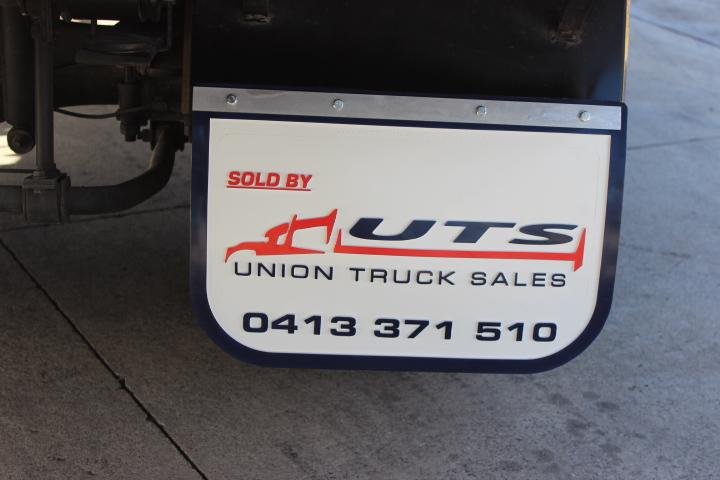 SOLD BY
UTS
UNION TRUCK SALES
0413 371 510